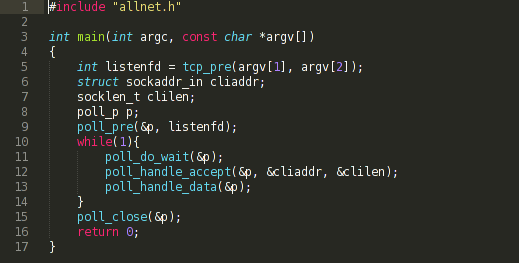 1 #include "allnet.h"
2
3 int main(int argc, const char *argv[])
4 {
5     int listenfd = tcp_pre(argv[1], argv[2]);
6     struct sockaddr_in cliaddr;
7     socklen_t clilen;
8     poll_p p;
9     poll_pre(&p, listenfd);
10     while(1){
11         poll_do_wait(&p);
12         poll_handle_accept(&p, &cliaddr, &clilen);
13         poll_handle_data(&p);
14     }
15     poll_close(&p);
16     return 0;
17 }